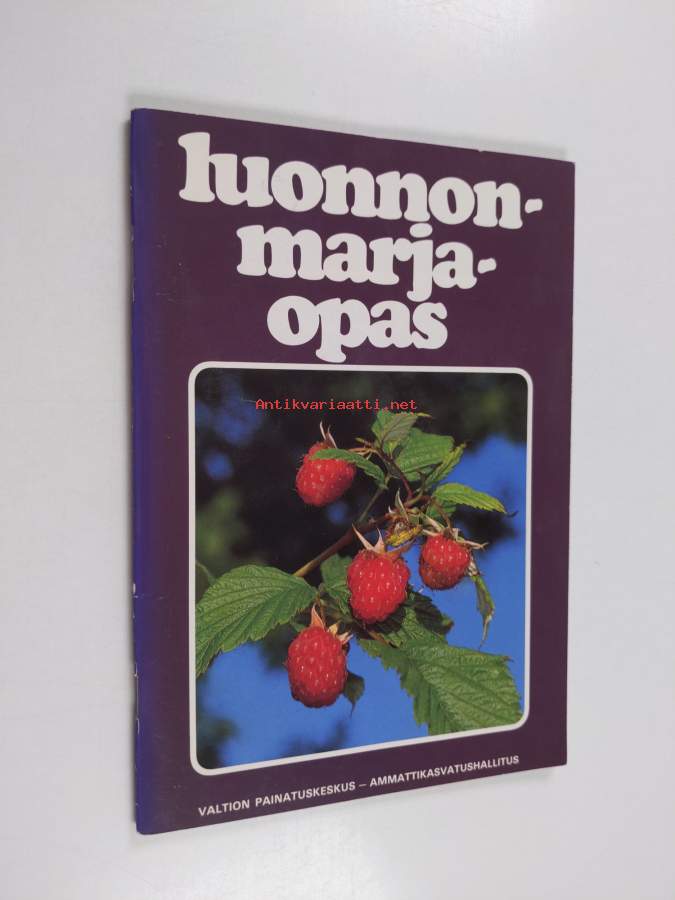 luonnon-
marja-
opas
Antikvariaatti.net
VALTION PAINATUSKESKUS – AMMATTIKASVATUSHALLITUS